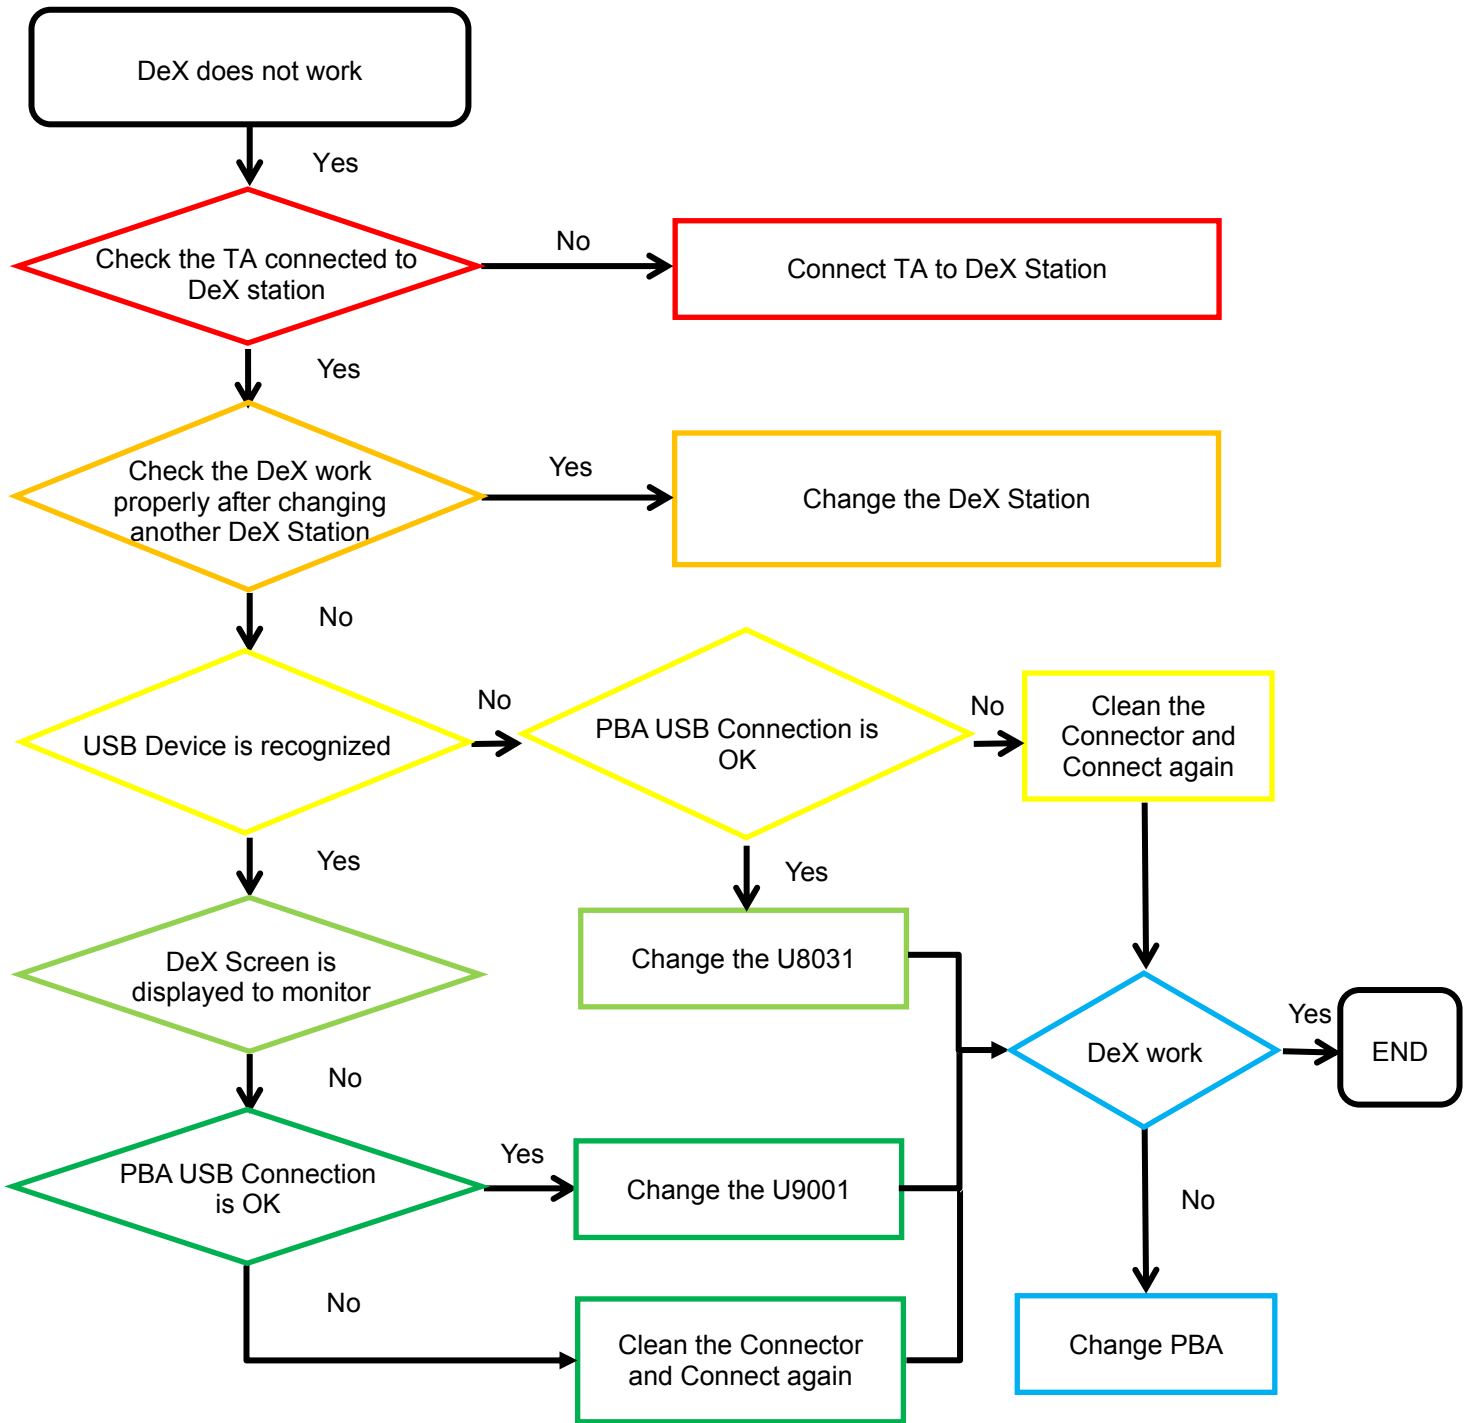 DeX does not work
Yes
Check the TA connected to
DeX station
No
Connect TA to DeX Station
Yes
Check the DeX work
properly after changing
another DeX Station
Yes
Change the DeX Station
No
USB Device is recognized
No
PBA USB Connection is
OK
No
Clean the
Connector and
Connect again
Yes
Yes
DeX Screen is
displayed to monitor
Change the U8031
DeX work
Yes
END
No
PBA USB Connection
is OK
Yes
Change the U9001
No
No
Clean the Connector
and Connect again
Change PBA